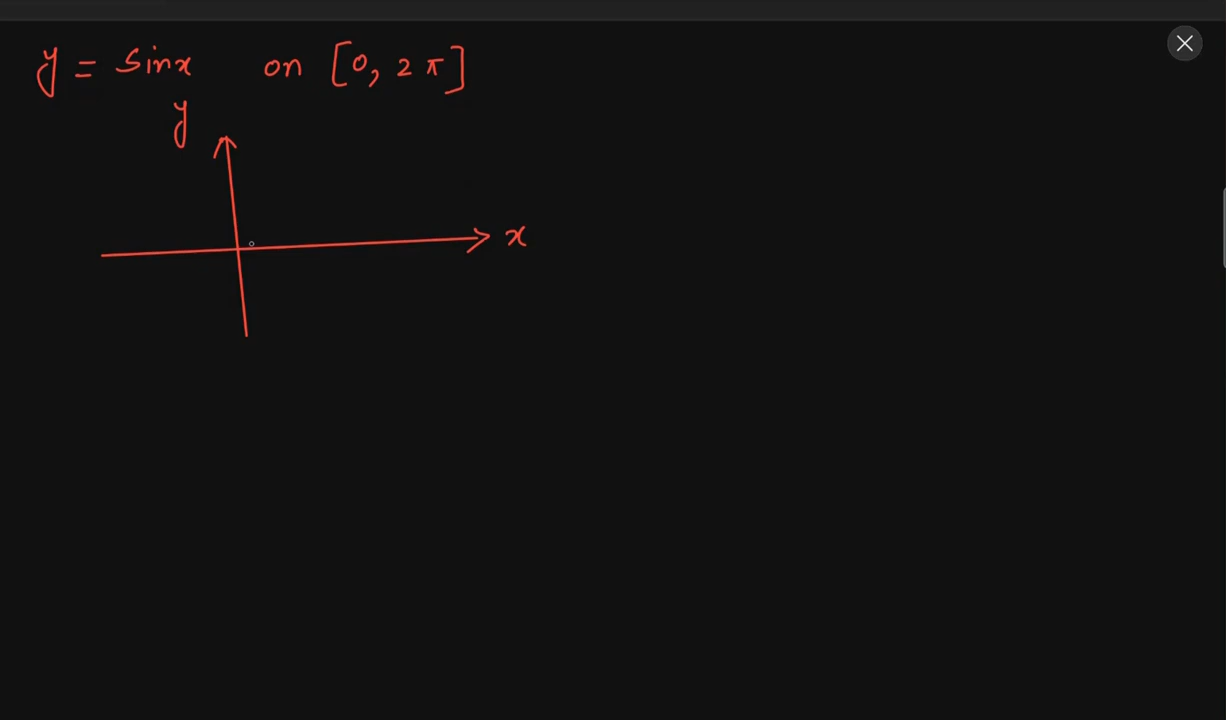 y = sinx on [0, 2π]
y
x